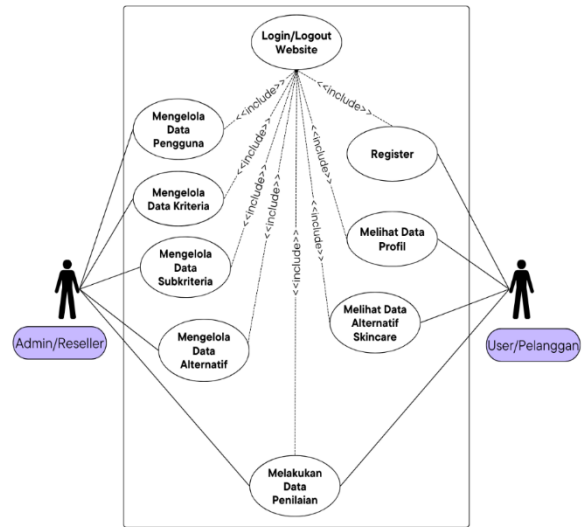 Login/Logout
Website
<<include>>
<<include>>
<<include>>
<<include>>
<<include>>
<<include>>
<<include>>
<<include>>
Mengelola
Data
Pengguna
Register
Mengelola
Data Kriteria
Melihat Data
Profil
Mengelola
Data
Subkriteria
Melihat Data
Alternatif
Skincare
Admin/Reseller
User/Pelanggan
Mengelola
Data
Alternatif
Melakukan
Data
Penilaian